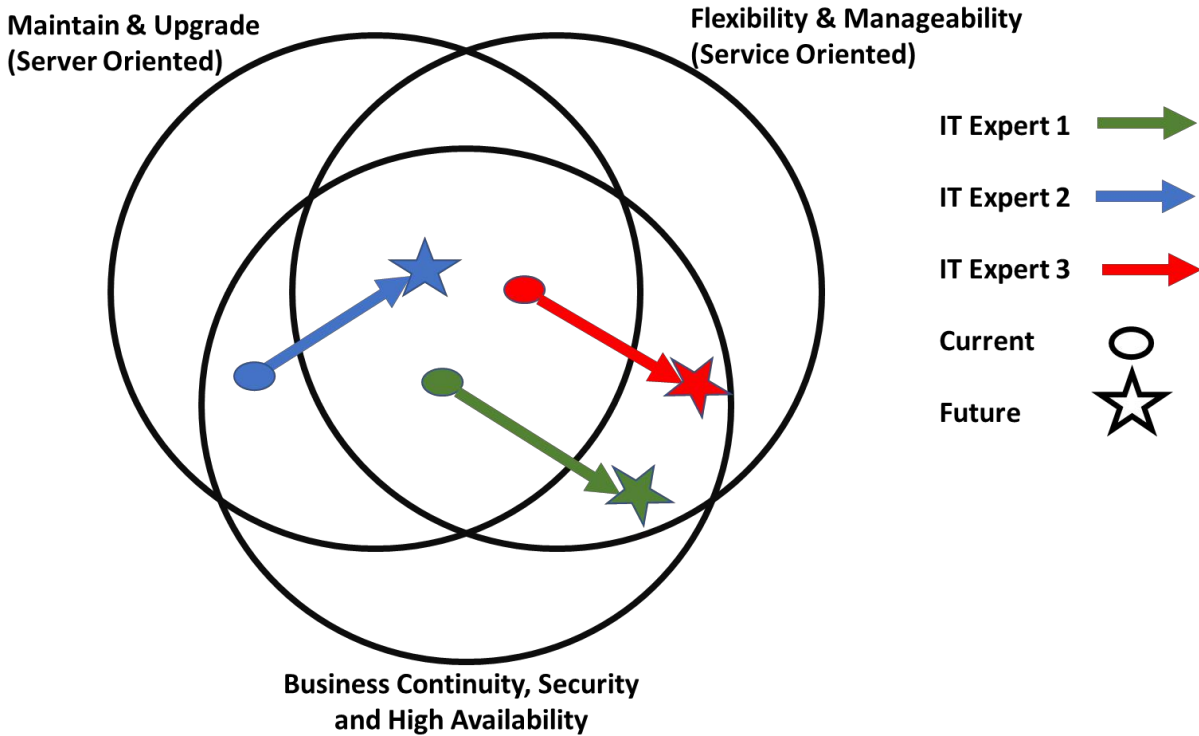 Maintain & Upgrade
(Server Oriented)
Flexibility & Manageability
(Service Oriented)
IT Expert 1
IT Expert 2
IT Expert 3
Current
Future
Business Continuity, Security
and High Availability